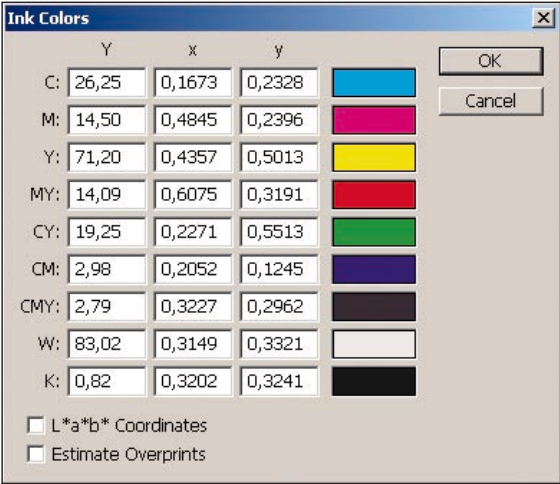 Ink Colors
Y x y
OK
Cancel
C: 26,25 0,1673 0,2328
M: 14,50 0,4845 0,2396
Y: 71,20 0,4357 0,5013
MY: 14,09 0,6075 0,3191
CY: 19,25 0,2271 0,5513
CM: 2,98 0,2052 0,1245
CMY: 2,79 0,3227 0,2962
W: 83,02 0,3149 0,3321
K: 0,82 0,3202 0,3241
L*a*b* Coordinates
Estimate Overprints